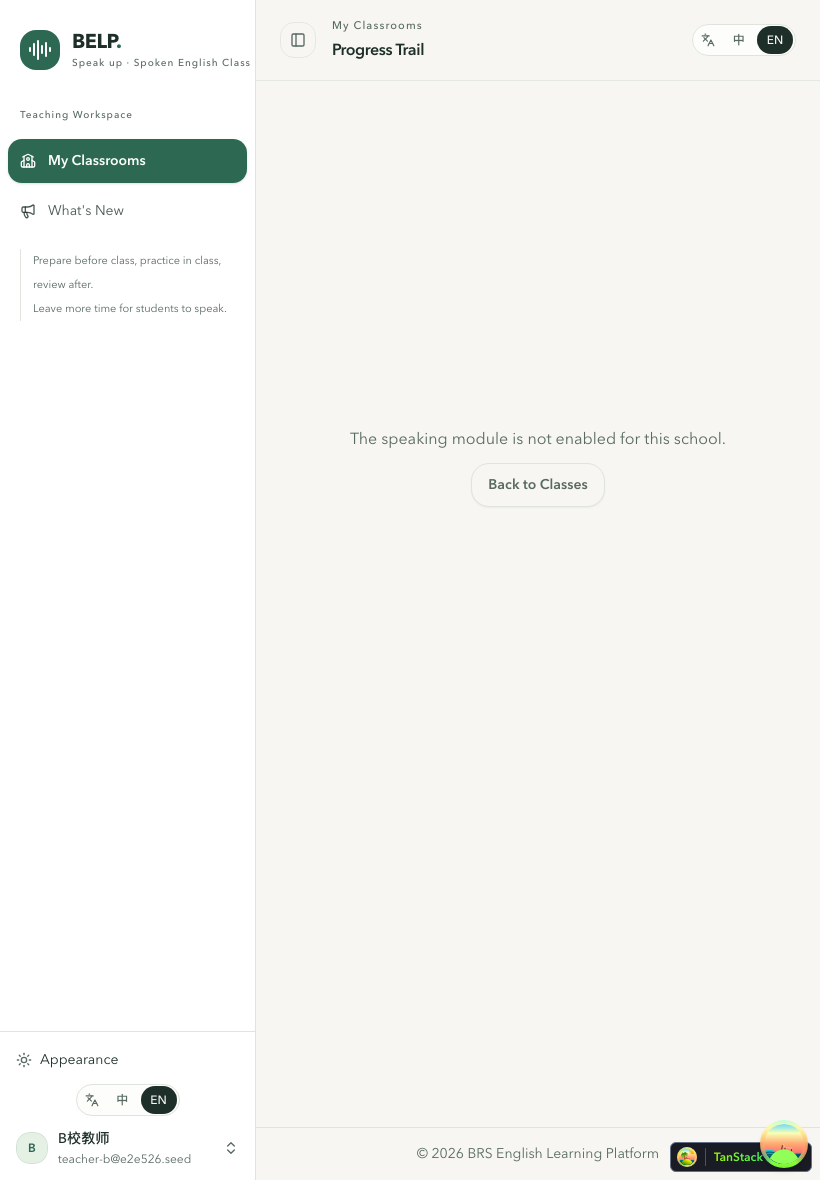 BELP.
Speak up · Spoken English Class
Teaching Workspace
My Classrooms
What's New
Prepare before class, practice in class,
review after.
Leave more time for students to speak.
Appearance
中 EN
B
B校教师
teacher-b@e2e526.seed
My Classrooms
Progress Trail
中 EN
The speaking module is not enabled for this school.
Back to Classes
© 2026 BRS English Learning Platform
TanStack